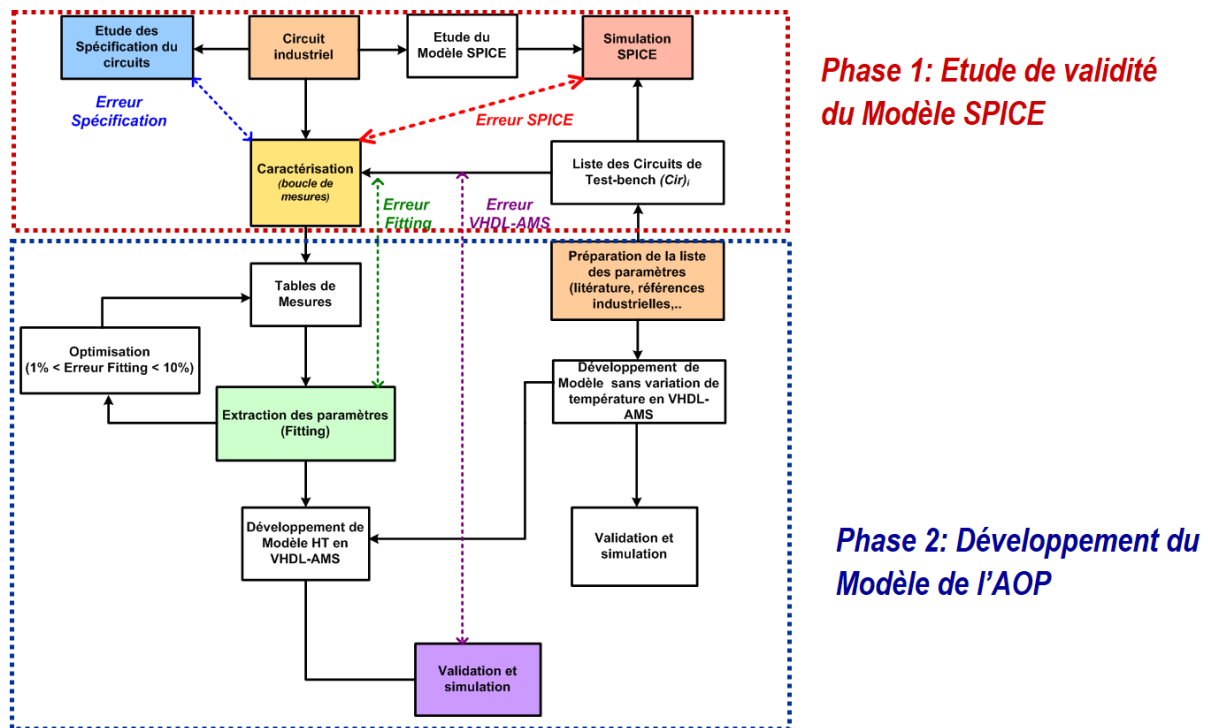 Etude des
Spécification du
circuits
Circuit
industriel
Etude du
Modèle SPICE
Simulation
SPICE
Phase 1: Etude de validité
du Modèle SPICE
Erreur
Spécification
Erreur SPICE
Caractérisation
(boucle de
mesures)
Liste des Circuits de
Test-bench (Cir)i
Erreur
Fitting
Erreur
VHDL-AMS
Préparation de la liste
des paramètres
(litérature, références
industrielles,..
Tables de
Mesures
Optimisation
(1% < Erreur Fitting < 10%)
Développement de
Modèle sans variation de
température en VHDL-
AMS
Extraction des paramètres
(Fitting)
Développement de
Modèle HT en
VHDL-AMS
Validation et
simulation
Phase 2: Développement du
Modèle de l'AOP
Validation et
simulation